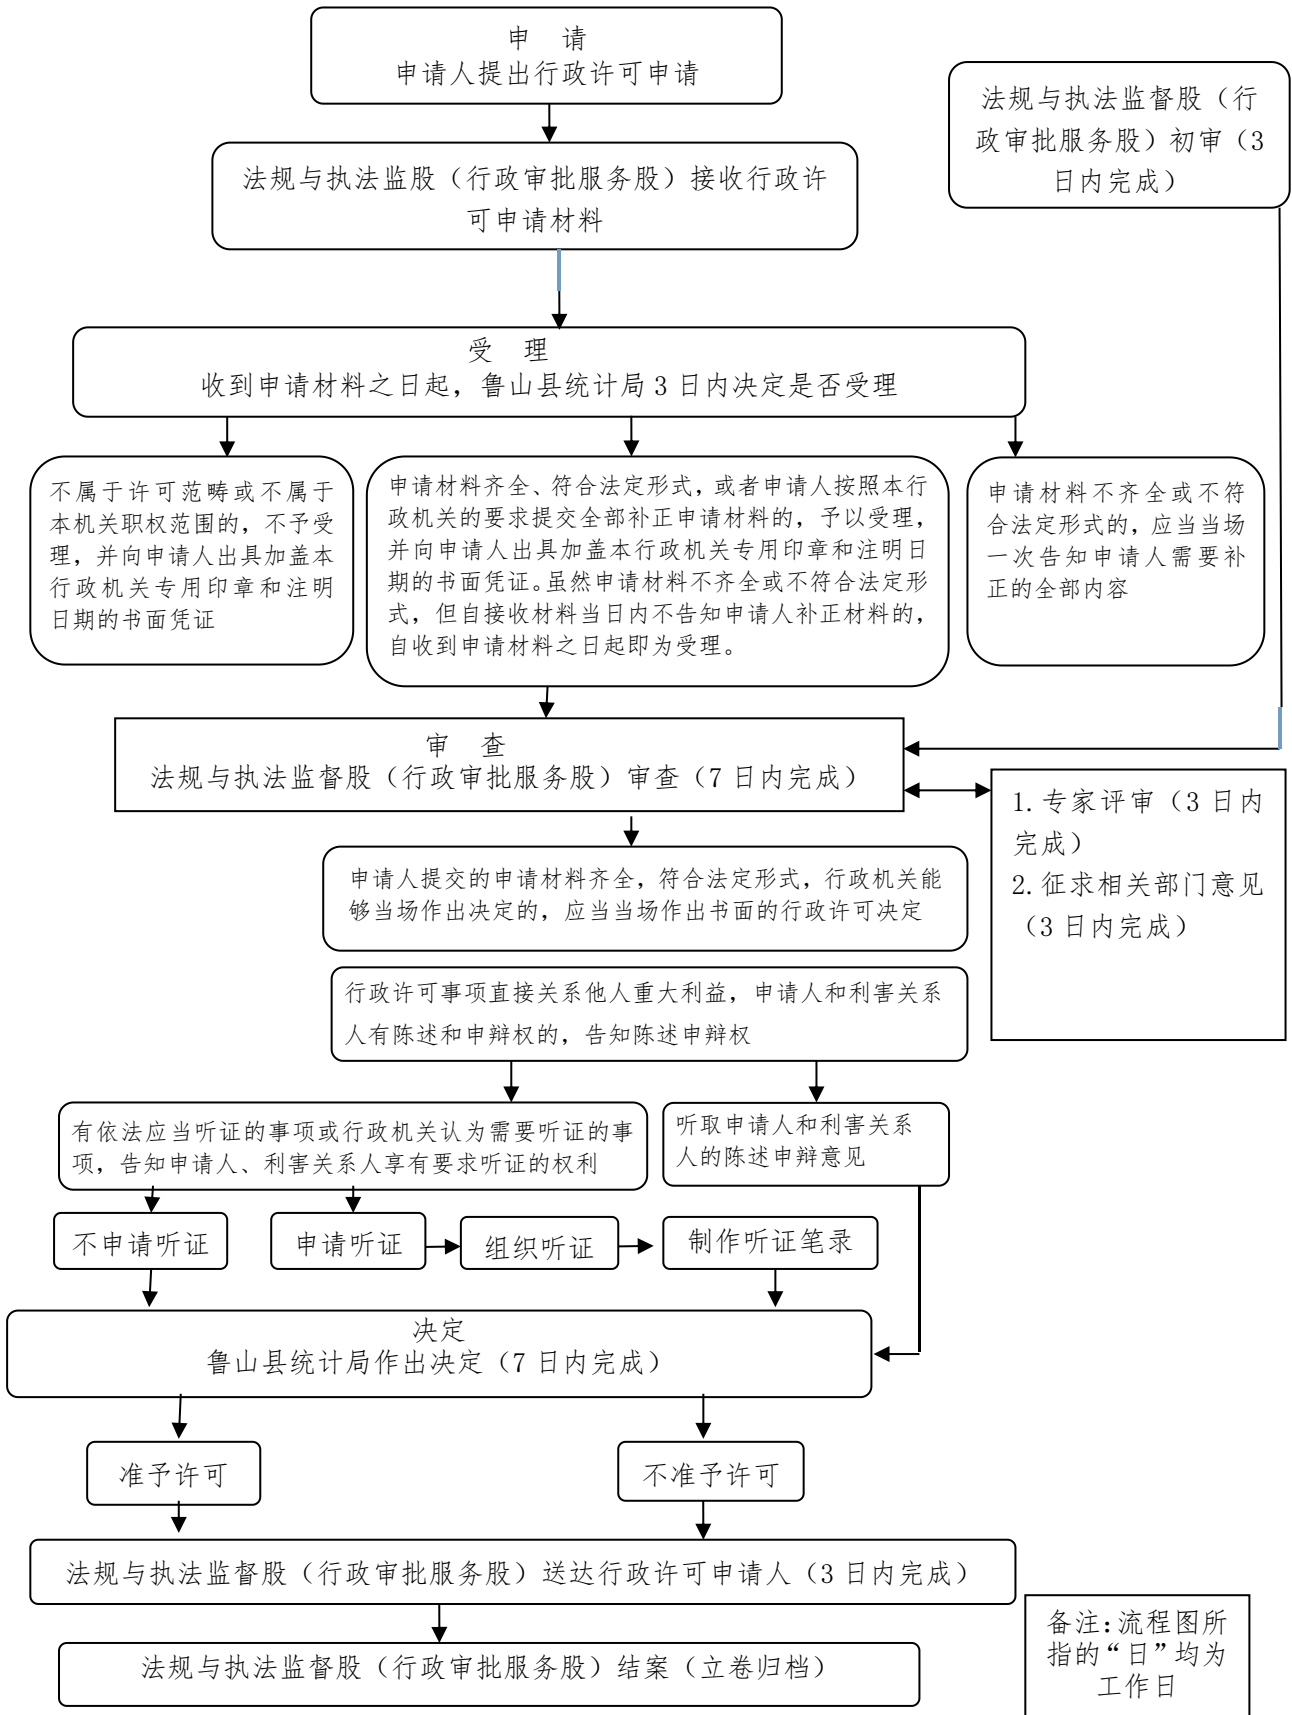 申 请
申请人提出行政许可申请
法规与执法监督股（行
政审批服务股）初审（3
日内完成）
法规与执法监股（行政审批服务股）接收行政许
可申请材料
受 理
收到申请材料之日起，鲁山县统计局 3 日内决定是否受理
不属于许可范畴或不属于
本机关职权范围的，不予受
理，并向申请人出具加盖本
行政机关专用印章和注明
日期的书面凭证
申请材料齐全、符合法定形式，或者申请人按照本行
政机关的要求提交全部补正申请材料的，予以受理，
并向申请人出具加盖本行政机关专用印章和注明日
期的书面凭证。虽然申请材料不齐全或不符合法定形
式，但自接收材料当日内不告知申请人补正材料的，
自收到申请材料之日起即为受理。
申请材料不齐全或不符
合法定形式的，应当当场
一次告知申请人需要补
正的全部内容
审 查
法规与执法监督股（行政审批服务股）审查（7 日内完成）
1. 专家评审（3 日内
完成）
2. 征求相关部门意见
（3 日内完成）
申请人提交的申请材料齐全，符合法定形式，行政机关能
够当场作出决定的，应当当场作出书面的行政许可决定
行政许可事项直接关系他人重大利益，申请人和利害关系
人有陈述和申辩权的，告知陈述申辩权
有依法应当听证的事项或行政机关认为需要听证的事
项，告知申请人、利害关系人享有要求听证的权利
听取申请人和利害关系
人的陈述申辩意见
不申请听证
申请听证
组织听证
制作听证笔录
决定
鲁山县统计局作出决定（7 日内完成）
准予许可
不准予许可
法规与执法监督股（行政审批服务股）送达行政许可申请人（3 日内完成）
法规与执法监督股（行政审批服务股）结案（立卷归档）
备注：流程图所
指的“日”均为
工作日